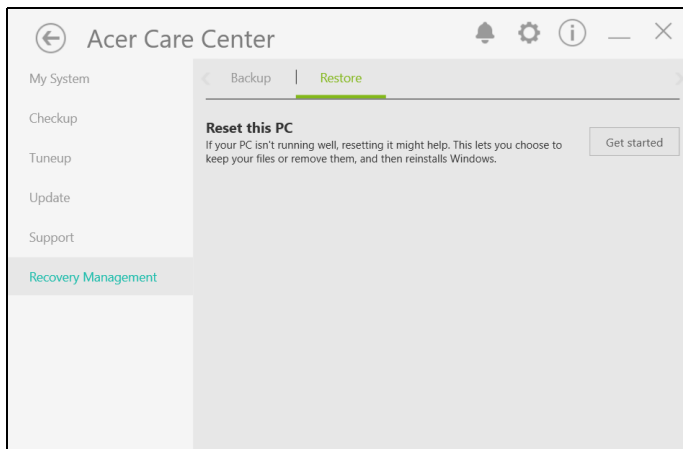 Acer Care Center
My System
Backup | Restore
Checkup
Reset this PC
If your PC isn't running well, resetting it might help. This lets you choose to
keep your files or remove them, and then reinstalls Windows.
Get started
Tuneup
Update
Support
Recovery Management